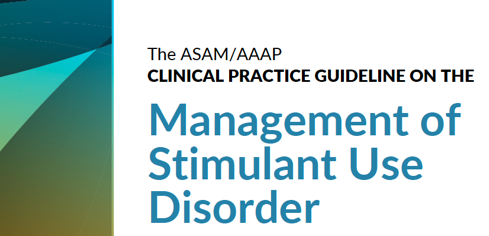 The ASAM/AAAP
CLINICAL PRACTICE GUIDELINE ON THE
Management of
Stimulant Use
Disorder